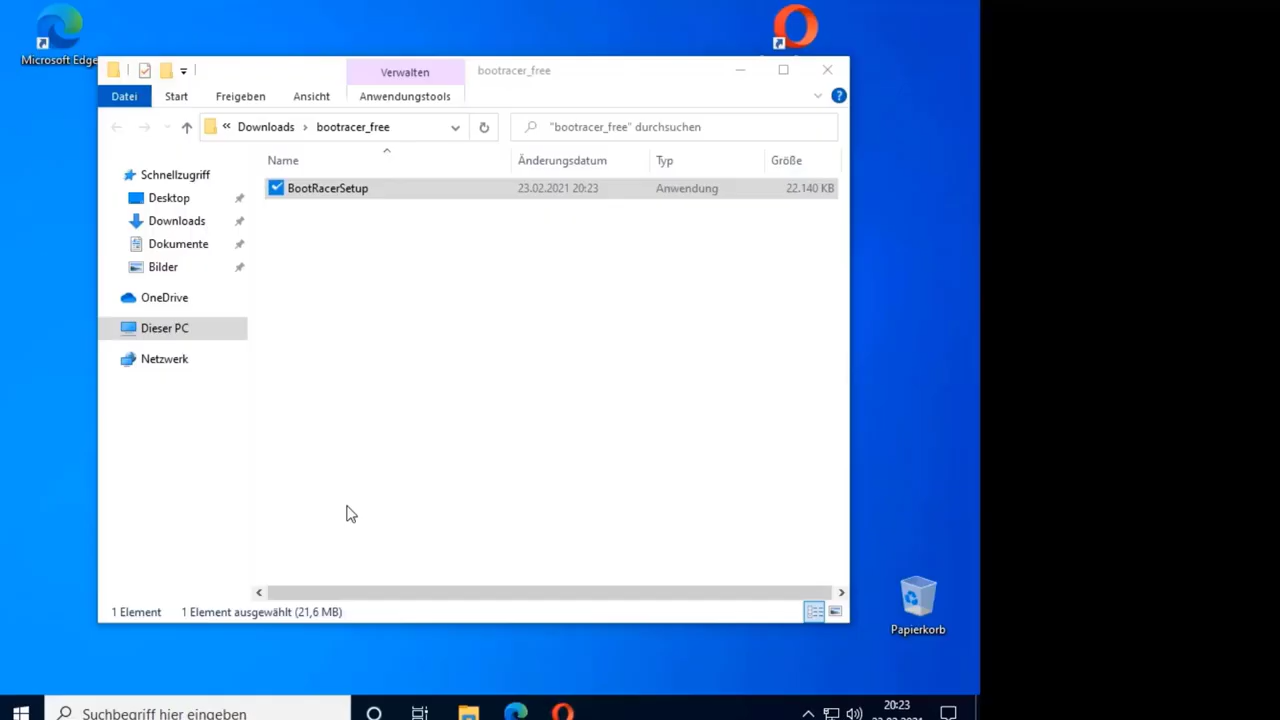 Microsoft Edge
Verwalten
bootracer_free
Datei
Start
Freigeben
Ansicht
Anwendungstools
Downloads
bootracer_free
"bootracer_free" durchsuchen
Name
Änderungsdatum
Typ
Größe
BootRacerSetup
23.02.2021 20:23
Anwendung
22.140 KB
Schnellzugriff
Desktop
Downloads
Dokumente
Bilder
OneDrive
Dieser PC
Netzwerk
1 Element
1 Element ausgewählt (21,6 MB)
Papierkorb
Suchbegriff hier eingeben
20:23